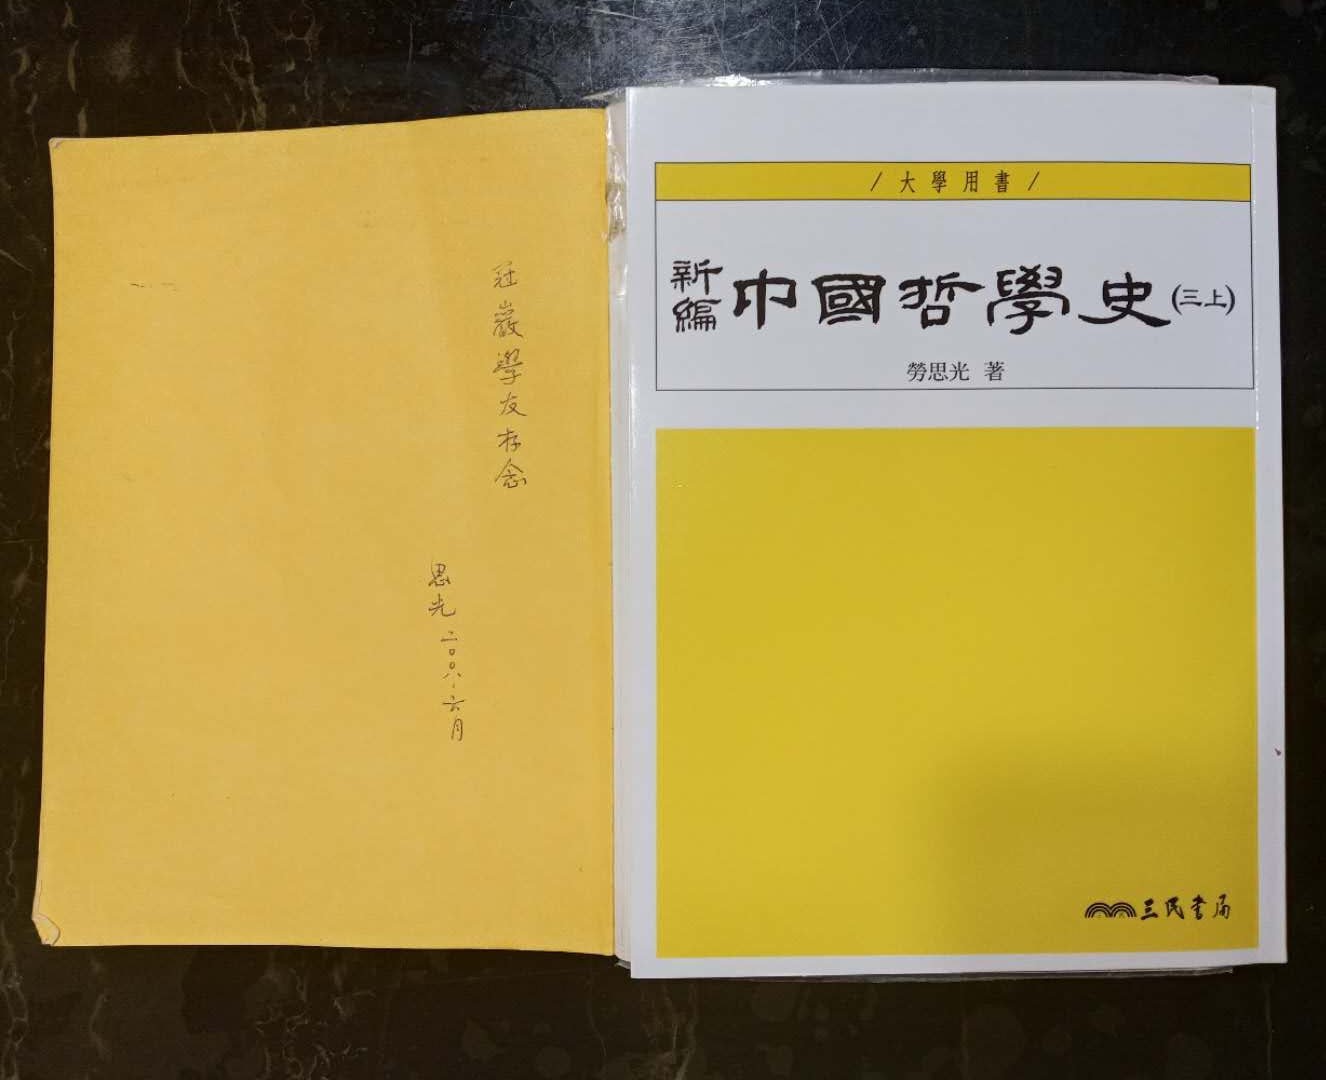 冠巖學友存念
思光
二〇〇八.六月
/ 大學用書 /
新編 中國哲學史(三上)
勞思光 著
三民書局